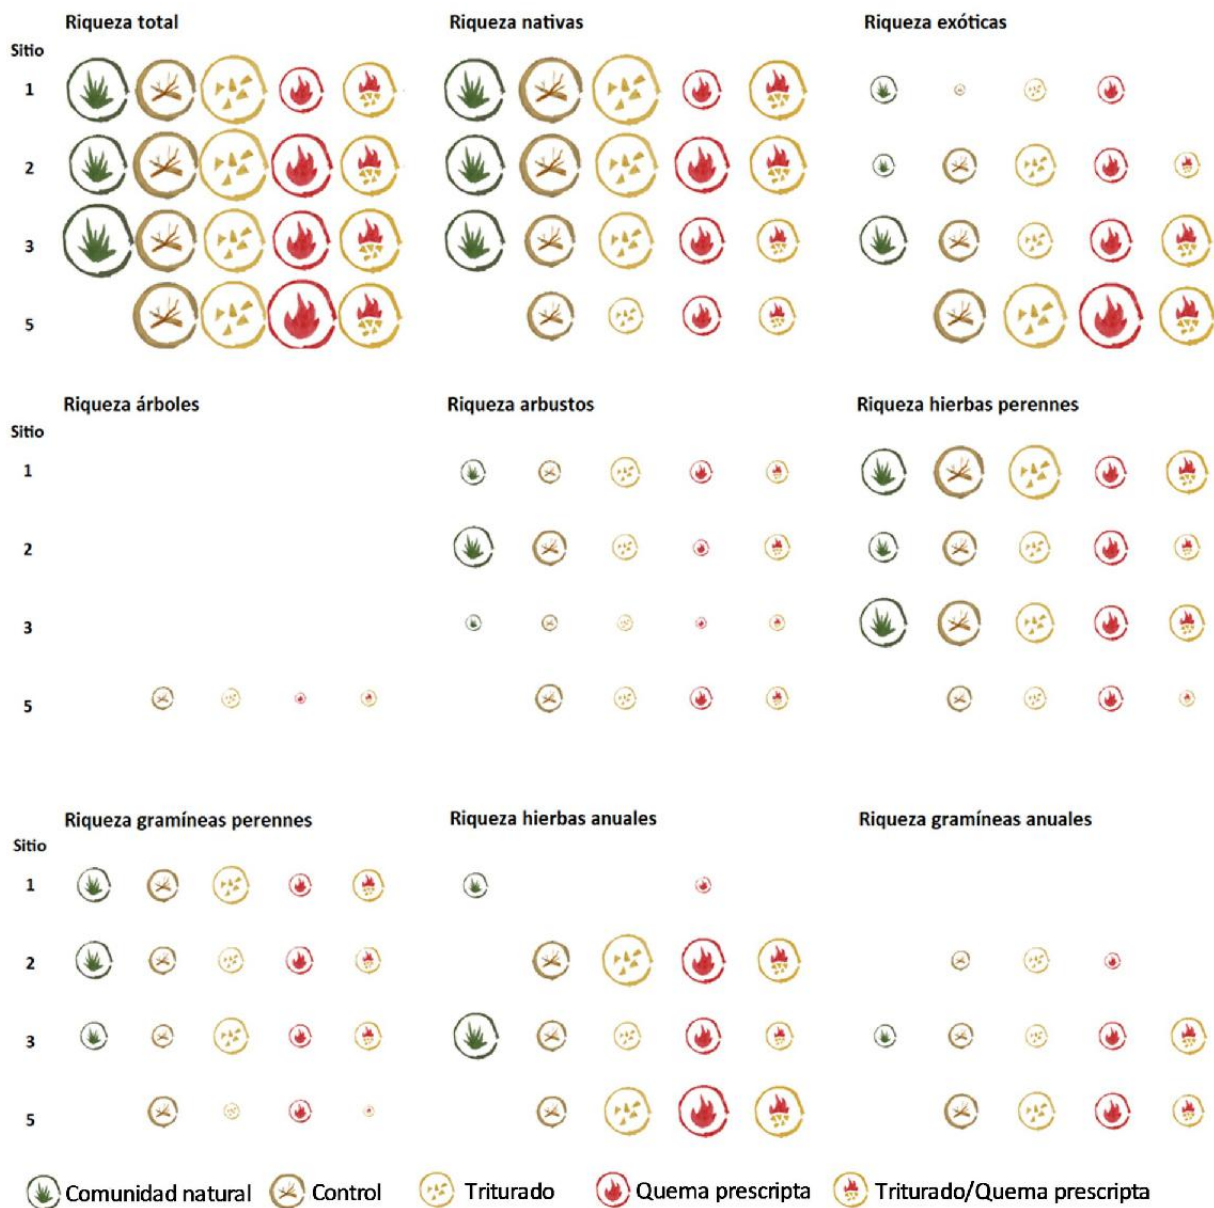 Riqueza total
Riqueza nativas
Riqueza exóticas
Sitio
1
2
3
5
Riqueza árboles
Riqueza arbustos
Riqueza hierbas perennes
Sitio
1
2
3
5
Riqueza gramíneas perennes
Riqueza hierbas anuales
Riqueza gramíneas anuales
Sitio
1
2
3
5
Comunidad natural Control Triturado Quema prescripta Triturado/Quema prescripta